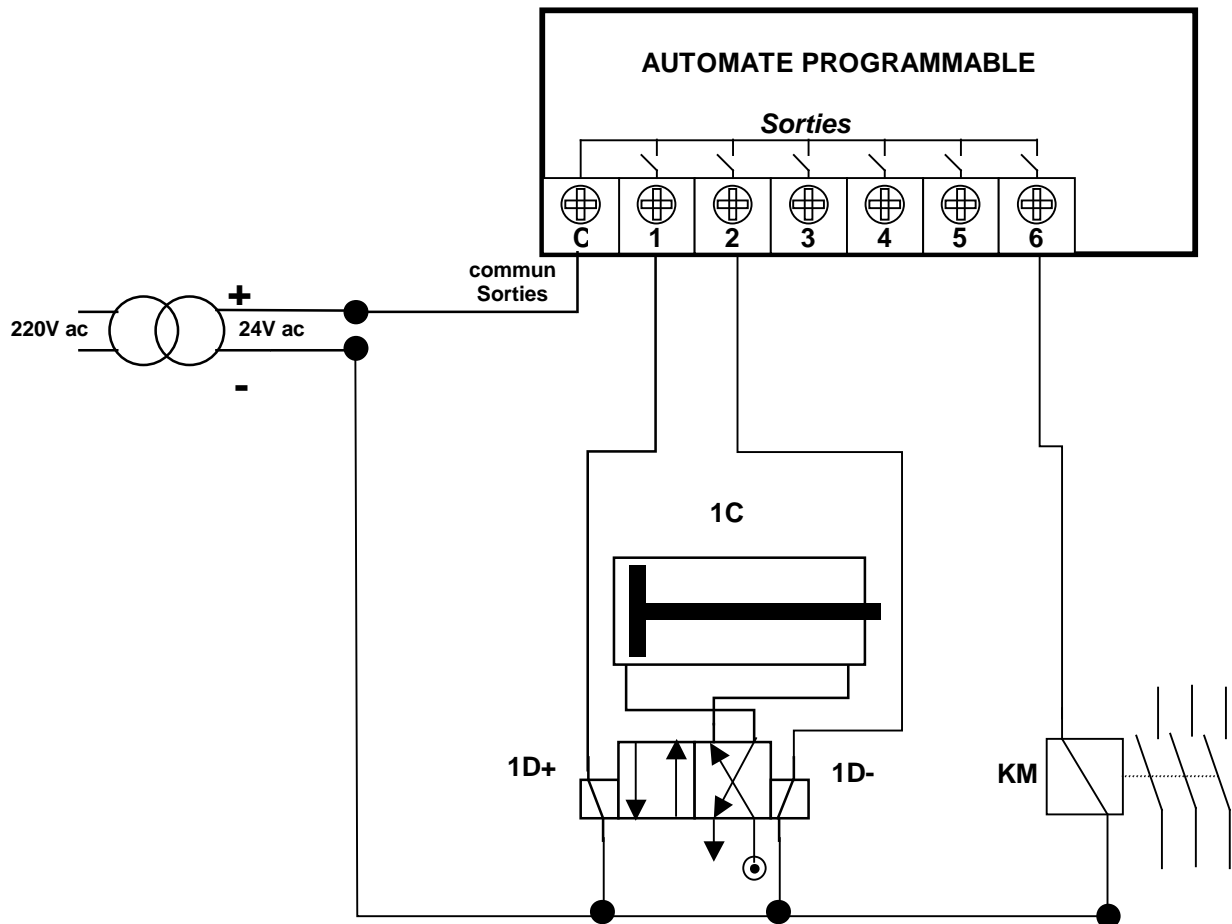 AUTOMATE PROGRAMMABLE
Sorties
C 1 2 3 4 5 6
commun
Sorties
+
220V ac 24V ac
-
1C
1D+ 1D- KM